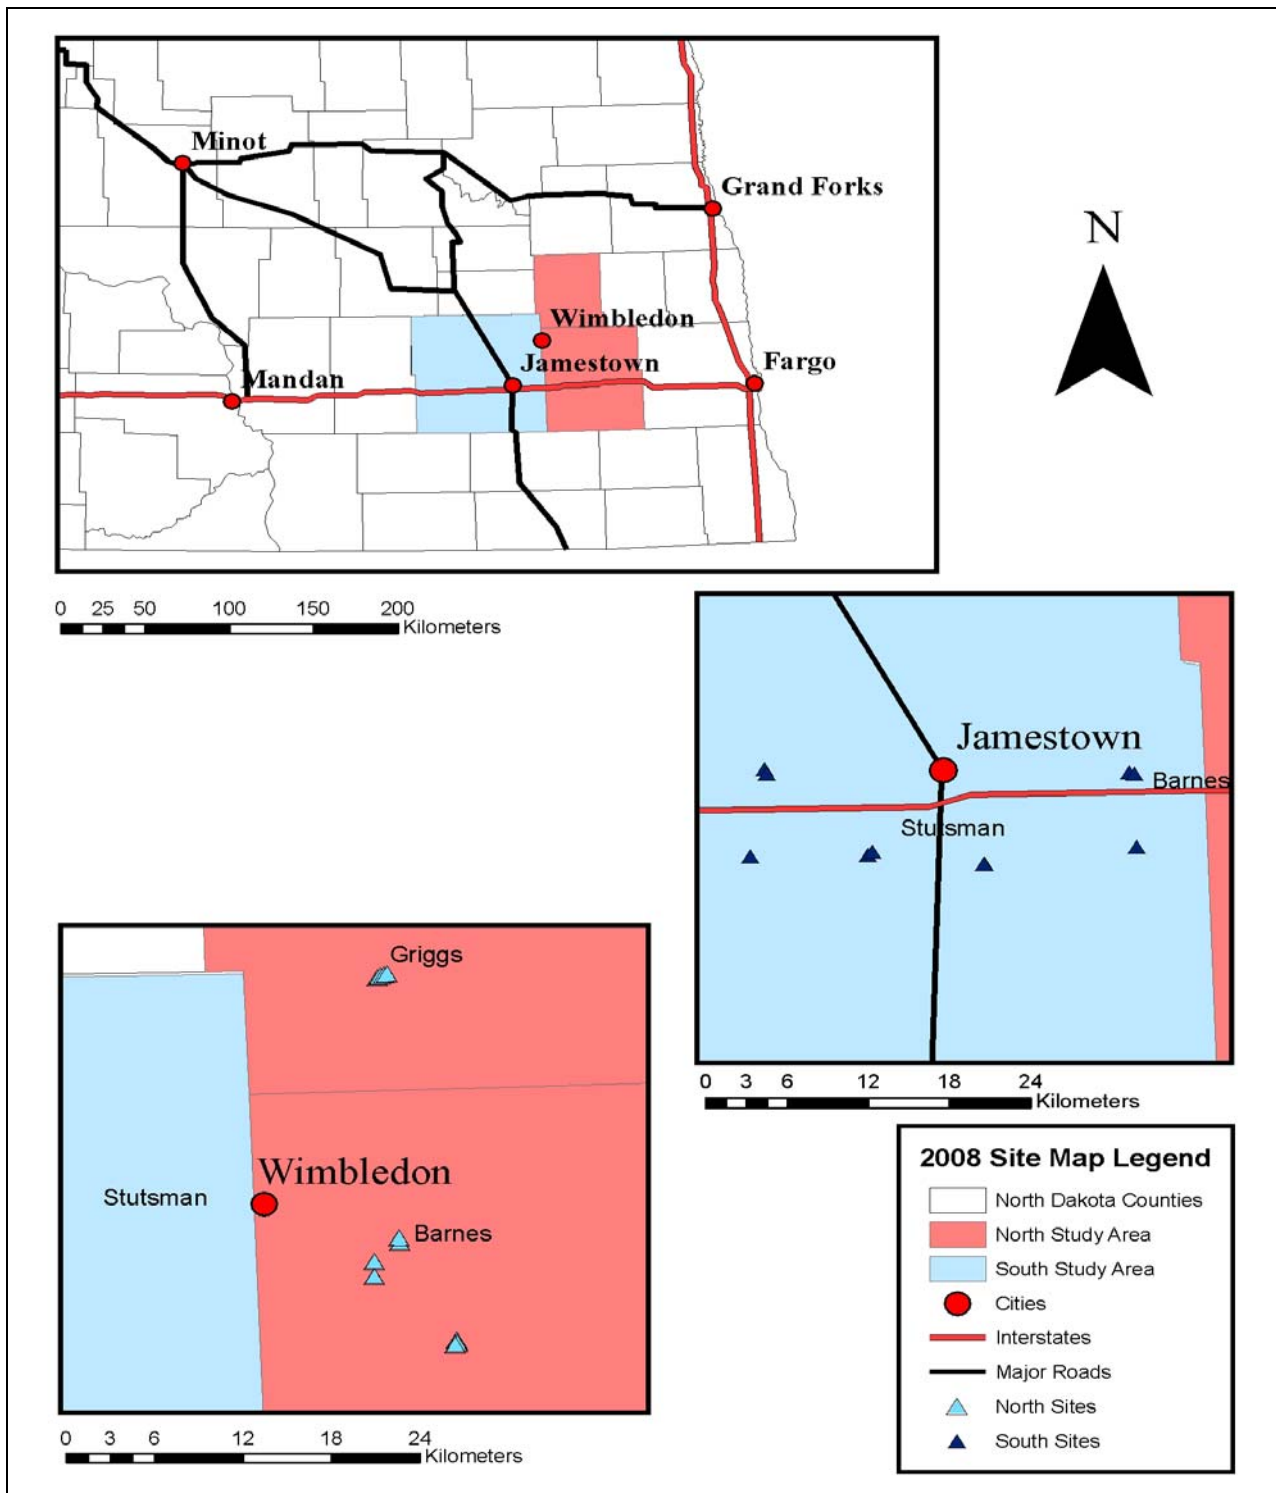 Minot
Grand Forks
N
Wimbledon
Jamestown
Fargo
Mandan
0 25 50 100 150 200
Kilometers
Jamestown
Barnes
Stutsman
0 3 6 12 18 24
Kilometers
Griggs
Wimbledon
Stutsman
Barnes
0 3 6 12 18 24
Kilometers
2008 Site Map Legend
North Dakota Counties
North Study Area
South Study Area
Cities
Interstates
Major Roads
North Sites
South Sites